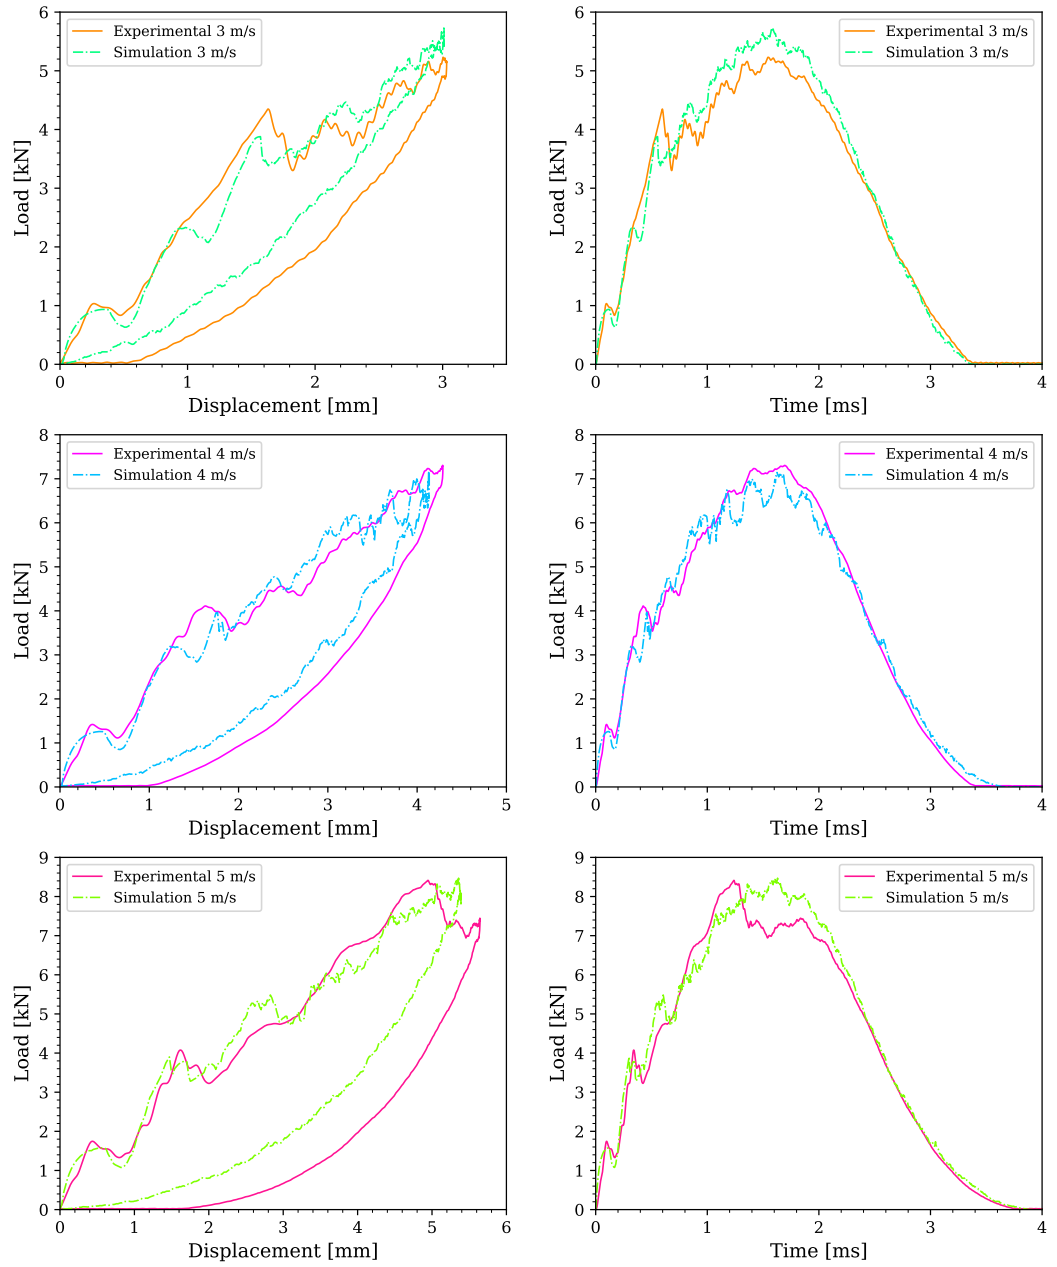 Experimental 3 m/s
Simulation 3 m/s
Load [kN]
6
5
4
3
2
1
0
0 1 2 3
Displacement [mm]
Experimental 3 m/s
Simulation 3 m/s
Load [kN]
6
5
4
3
2
1
0
0 1 2 3 4
Time [ms]
Experimental 4 m/s
Simulation 4 m/s
Load [kN]
8
7
6
5
4
3
2
1
0
0 1 2 3 4 5
Displacement [mm]
Experimental 4 m/s
Simulation 4 m/s
Load [kN]
8
7
6
5
4
3
2
1
0
0 1 2 3 4
Time [ms]
Experimental 5 m/s
Simulation 5 m/s
Load [kN]
9
8
7
6
5
4
3
2
1
0
0 1 2 3 4 5 6
Displacement [mm]
Experimental 5 m/s
Simulation 5 m/s
Load [kN]
9
8
7
6
5
4
3
2
1
0
0 1 2 3 4
Time [ms]